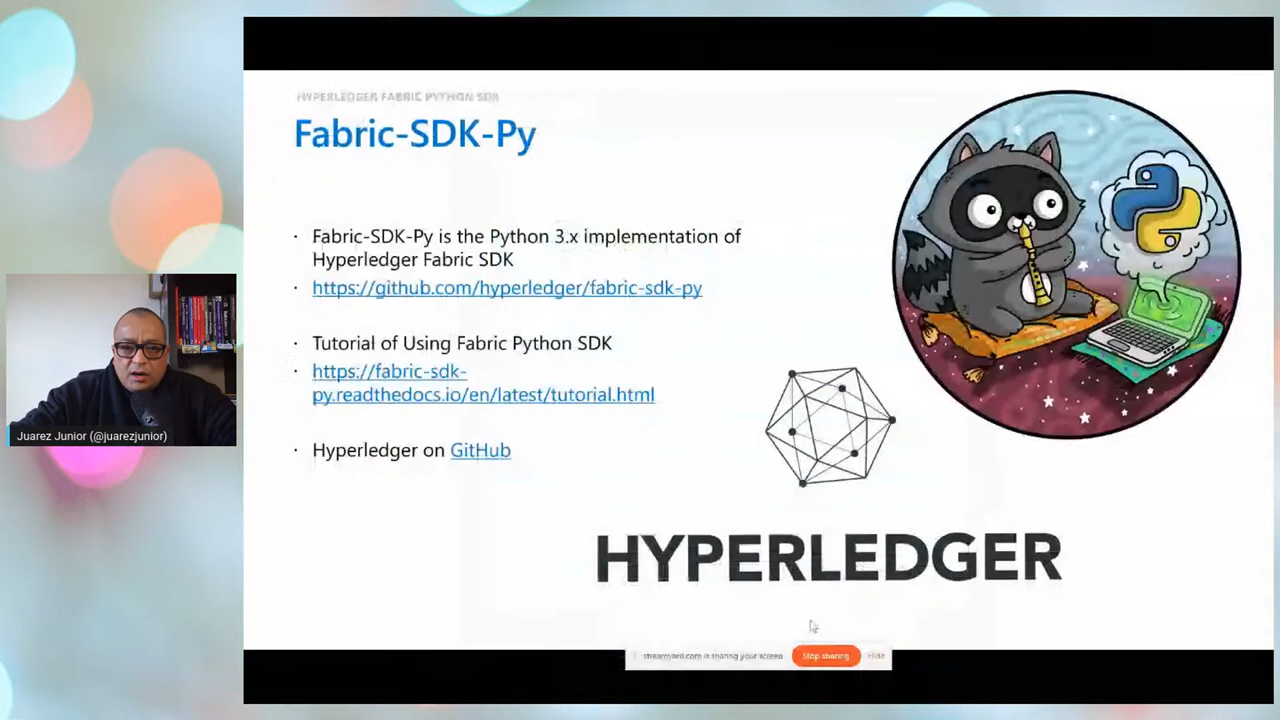 HYPERLEDGER FABRIC PYTHON SDK
Fabric-SDK-Py
· Fabric-SDK-Py is the Python 3.x implementation of
Hyperledger Fabric SDK
· https://github.com/hyperledger/fabric-sdk-py
· Tutorial of Using Fabric Python SDK
· https://fabric-sdk-
py.readthedocs.io/en/latest/tutorial.html
· Hyperledger on GitHub
HYPERLEDGER
Juarez Junior (@juarezjunior)
streamyard.com is sharing your screen
Stop sharing
Hide